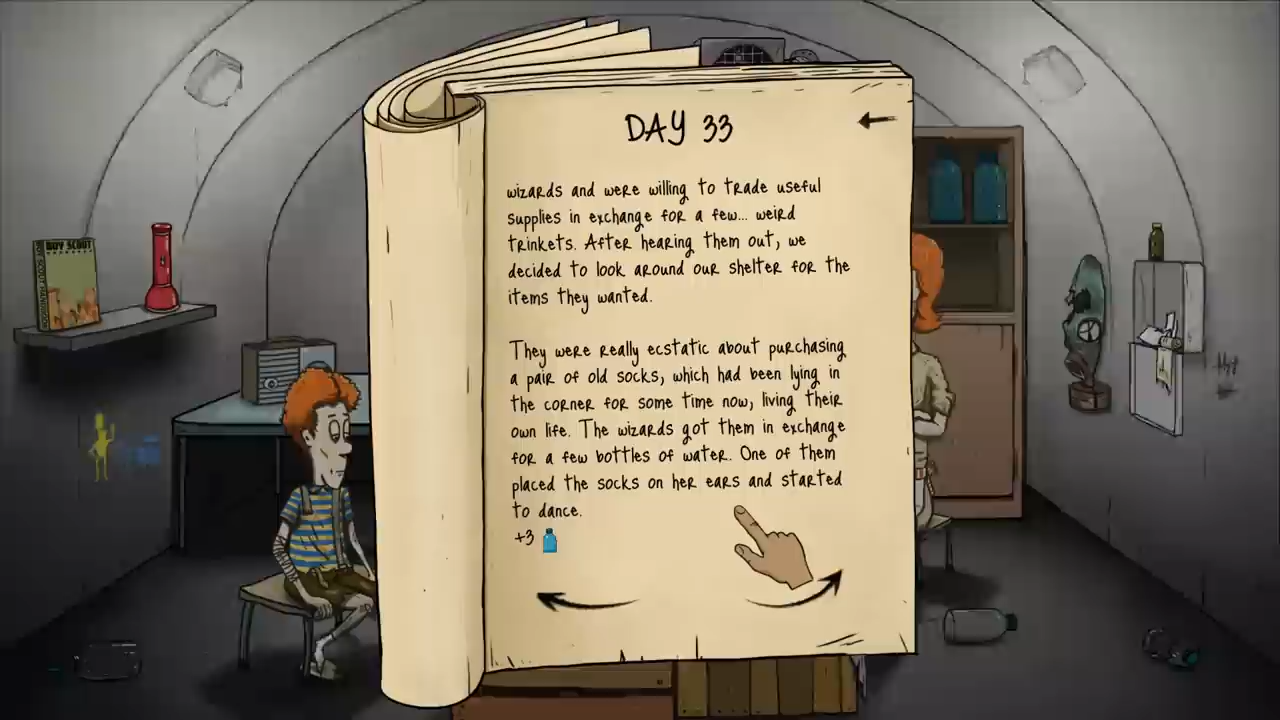 DAY 33
wizards and were willing to trade useful
supplies in exchange for a few... weird
trinkets. After hearing them out, we
decided to look around our shelter for the
items they wanted.
They were really ecstatic about purchasing
a pair of old socks, which had been lying in
the corner for some time now, living their
own life. The wizards got them in exchange
for a few bottles of water. One of them
placed the socks on her ears and started
to dance.
+3
BOY SCOUT
BOY SCOUT HANDBOOK